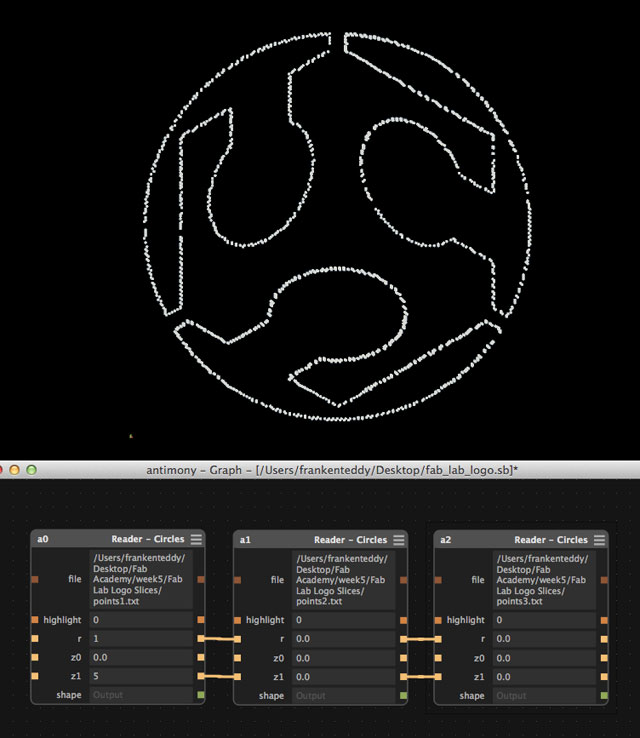 antimony – Graph – [/Users/frankenteddy/Desktop/fab_lab_logo.sb]*
a0 Reader – Circles
file /Users/frankenteddy/
Desktop/Fab
Academy/week5/Fab
Lab Logo Slices/
points1.txt
highlight 0
r 1
z0 0.0
z1 5
shape Output
a1 Reader – Circles
file /Users/frankenteddy/
Desktop/Fab
Academy/week5/Fab
Lab Logo Slices/
points2.txt
highlight 0
r 0.0
z0 0.0
z1 0.0
shape Output
a2 Reader – Circles
file /Users/frankenteddy/
Desktop/Fab
Academy/week5/Fab
Lab Logo Slices/
points3.txt
highlight 0
r 0.0
z0 0.0
z1 0.0
shape Output